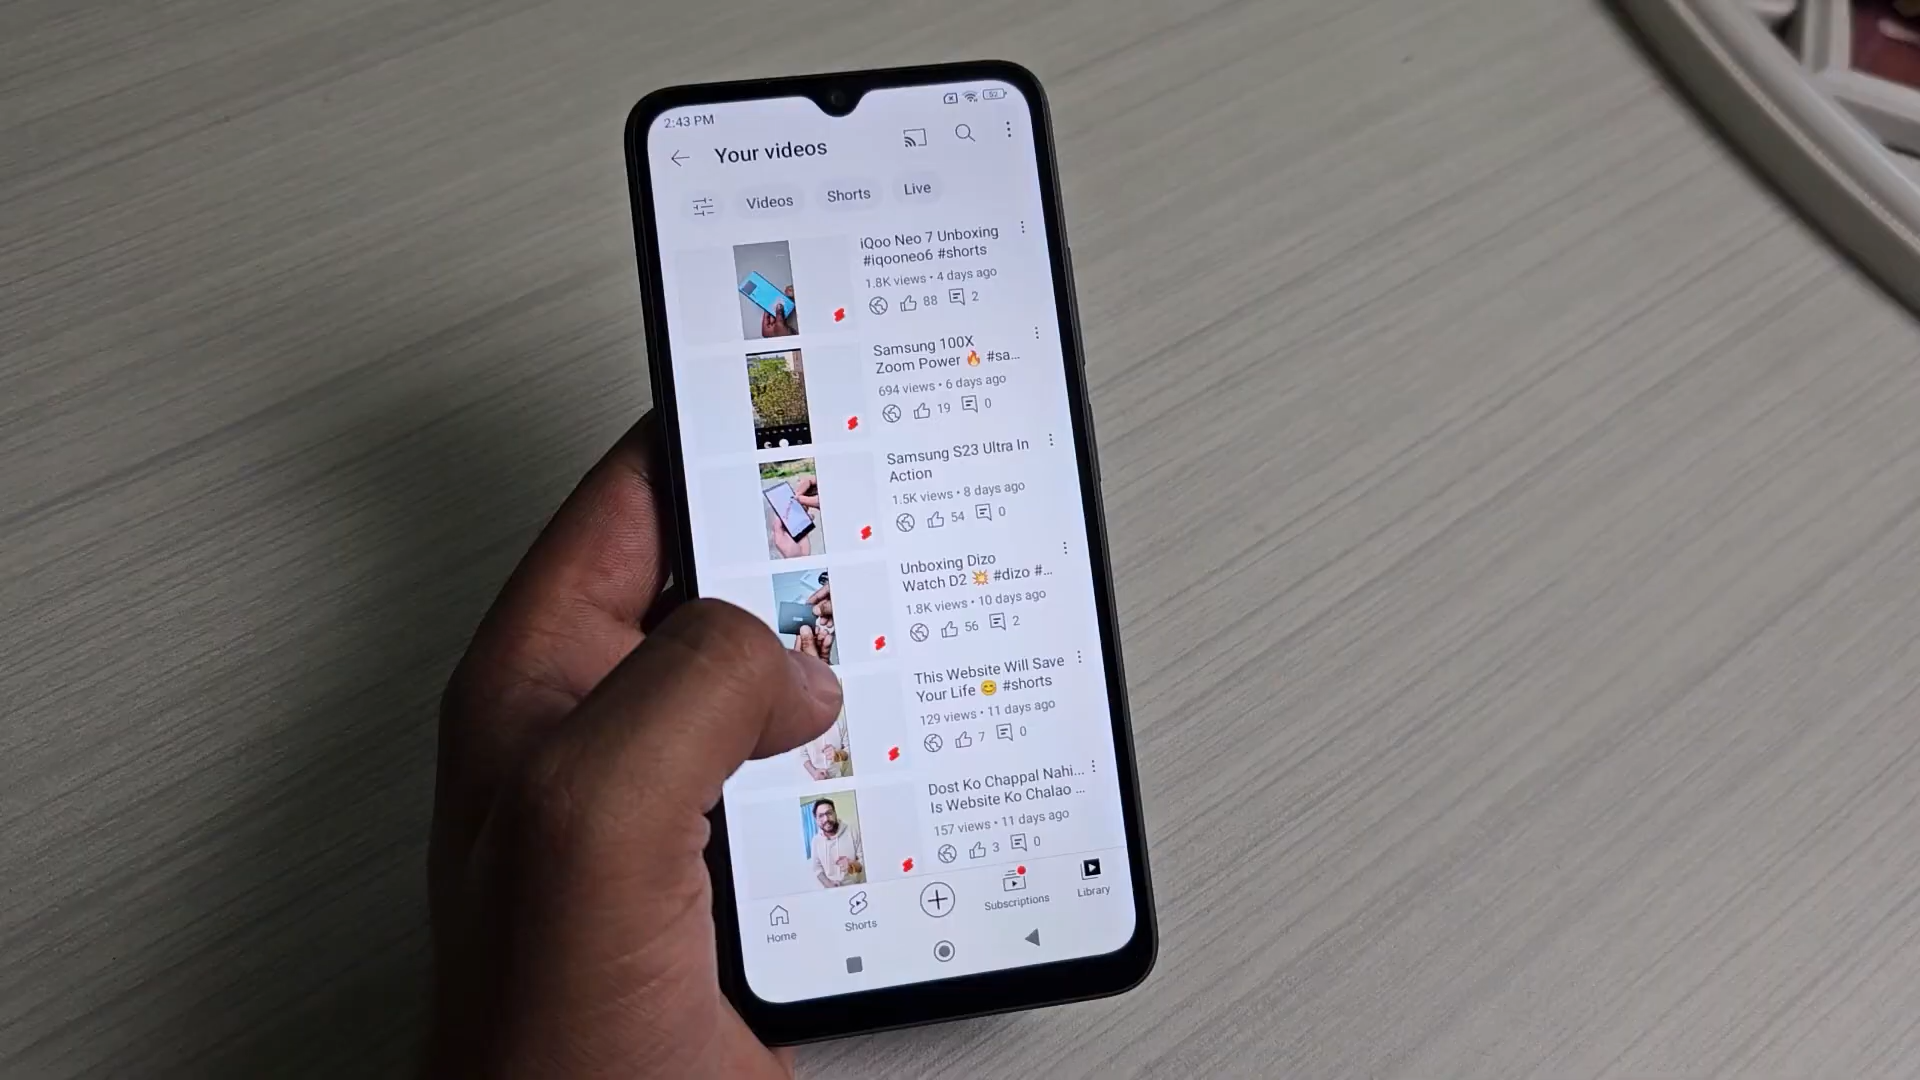 2:43 PM
52
Your videos
Videos Shorts Live
iQoo Neo 7 Unboxing
#iqooneo6 #shorts
1.8K views • 4 days ago
88 2
Samsung 100X
Zoom Power 🔥 #sa...
694 views • 6 days ago
19 0
Samsung S23 Ultra In
Action
1.5K views • 8 days ago
54 0
Unboxing Dizo
Watch D2 💥 #dizo #...
1.8K views • 10 days ago
56 2
This Website Will Save
Your Life 😊 #shorts
129 views • 11 days ago
7 0
Dost Ko Chappal Nahi...
Is Website Ko Chalao ...
157 views • 11 days ago
3 0
Home Shorts Subscriptions Library